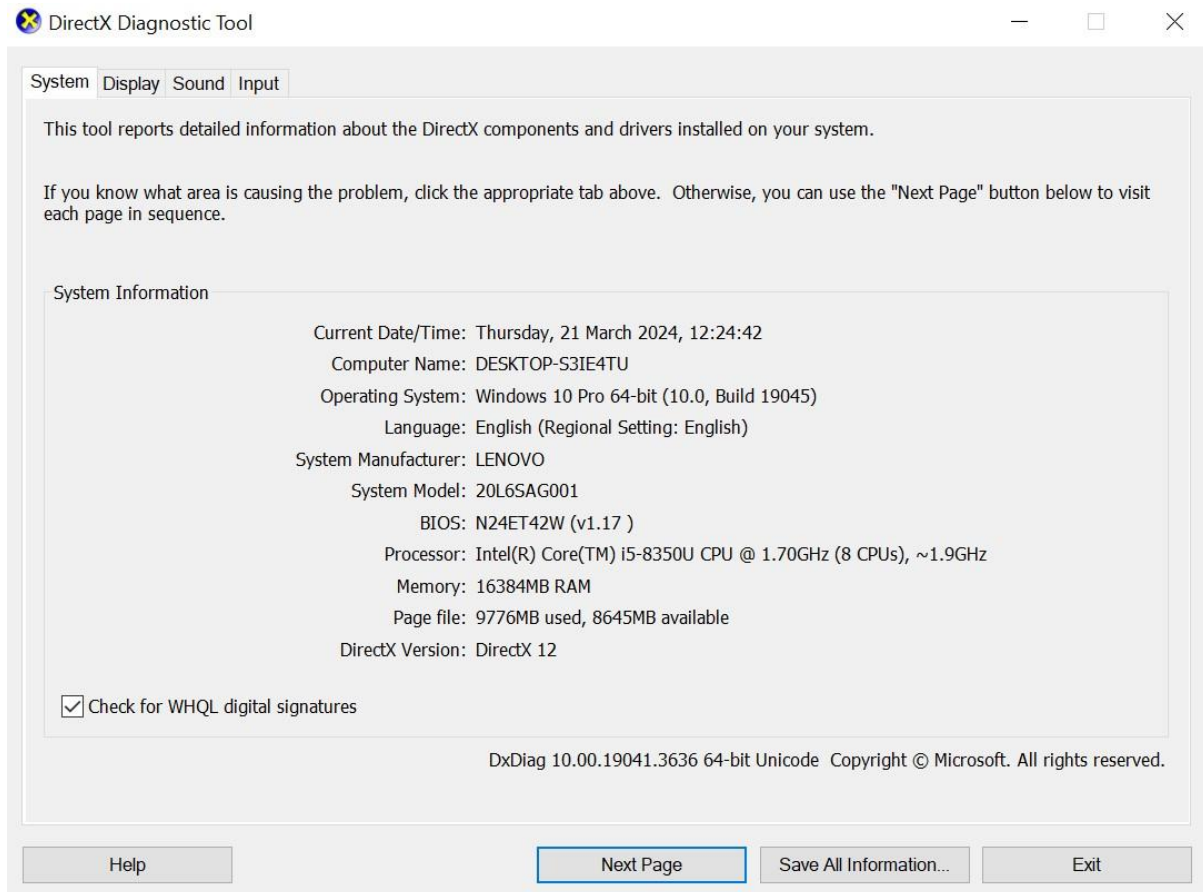 DirectX Diagnostic Tool
System Display Sound Input
This tool reports detailed information about the DirectX components and drivers installed on your system.
If you know what area is causing the problem, click the appropriate tab above.  Otherwise, you can use the "Next Page" button below to visit
each page in sequence.
System Information
Current Date/Time: Thursday, 21 March 2024, 12:24:42
Computer Name: DESKTOP-S3IE4TU
Operating System: Windows 10 Pro 64-bit (10.0, Build 19045)
Language: English (Regional Setting: English)
System Manufacturer: LENOVO
System Model: 20L6SAG001
BIOS: N24ET42W (v1.17 )
Processor: Intel(R) Core(TM) i5-8350U CPU @ 1.70GHz (8 CPUs), ~1.9GHz
Memory: 16384MB RAM
Page file: 9776MB used, 8645MB available
DirectX Version: DirectX 12
Check for WHQL digital signatures
DxDiag 10.00.19041.3636 64-bit Unicode  Copyright © Microsoft. All rights reserved.
Help Next Page Save All Information... Exit